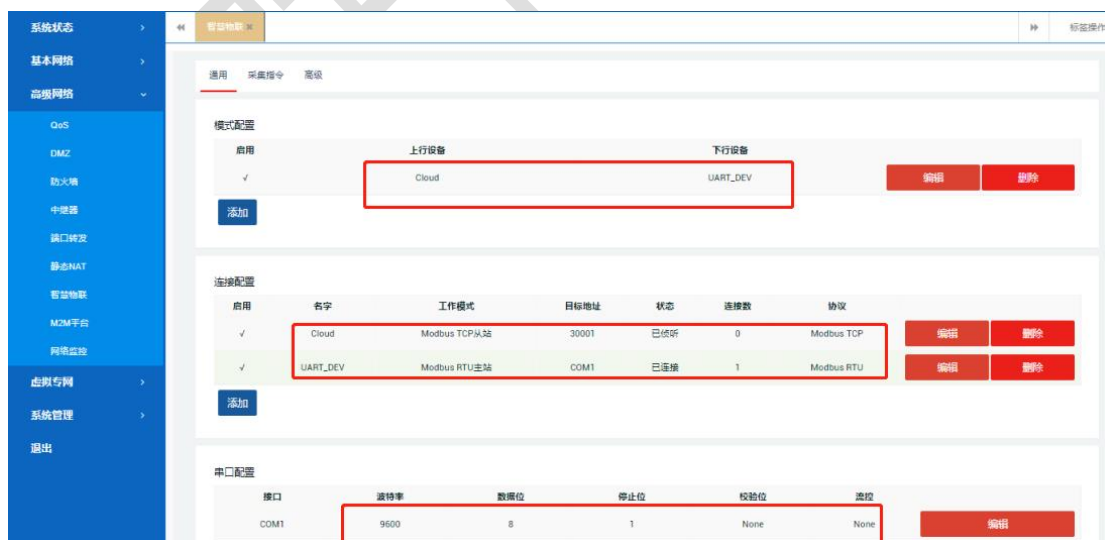 系统状态
基本网络
高级网络
QoS
DMZ
防火墙
中继器
端口转发
静态NAT
智慧物联
M2M平台
网络监控
虚拟专网
系统管理
退出
智慧物联 标签操作
通用 采集指令 高级
模式配置
启用 上行设备 下行设备
√ Cloud UART_DEV 编辑 删除
添加
连接配置
启用 名字 工作模式 目标地址 状态 连接数 协议
√ Cloud Modbus TCP从站 30001 已侦听 0 Modbus TCP 编辑 删除
√ UART_DEV Modbus RTU主站 COM1 已连接 1 Modbus RTU 编辑 删除
添加
串口配置
接口 波特率 数据位 停止位 校验位 流控
COM1 9600 8 1 None None 编辑